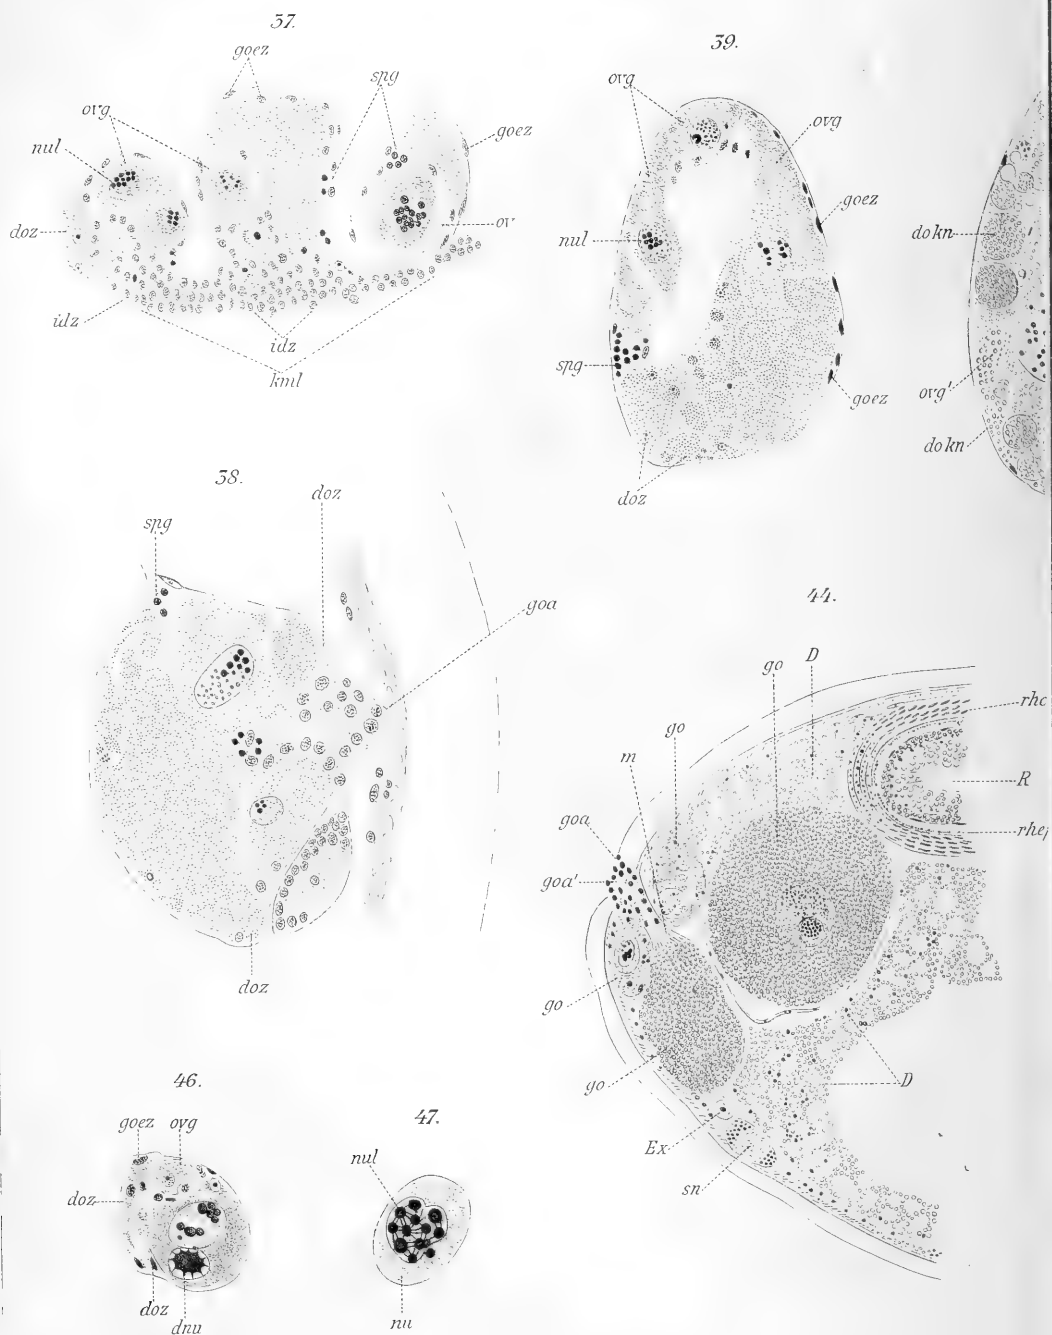 37.
goez
spg
ovg
goez
nul
doz
ov
idz
idz
kml
39.
ovg
ovg
goez
nul
spg
goez
doz
dokn
ovg'
dokn
38.
doz
spg
goa
doz
44.
D
go
go
rhc
m
R
goa
rhep
goa'
go
go
D
Ex
sn
46.
goez ovg
doz
doz
dnu
47.
nul
nu